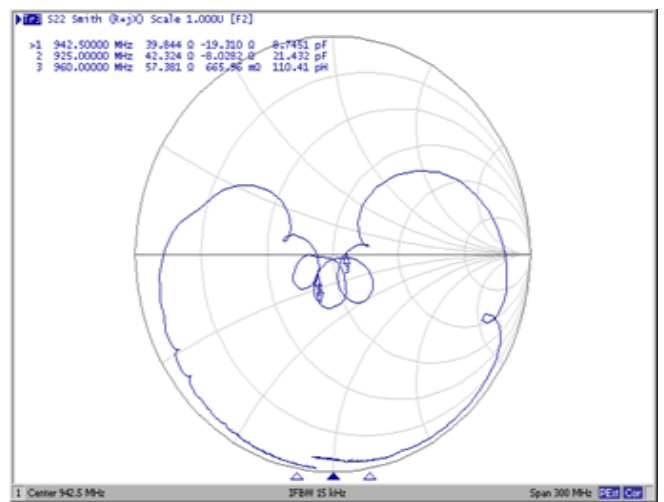 Tr3 S22 Smith (R+jX) Scale 1.000U [F2]
>1 942.50000 MHz 39.844 Ω -19.310 Ω 8.7451 pF
2 925.00000 MHz 42.324 Ω -8.0282 Ω 21.432 pF
3 960.00000 MHz 57.381 Ω 665.96 mΩ 110.41 pH
3
1 Center 942.5 MHz IFBW 15 kHz Span 300 MHz PExt Cor